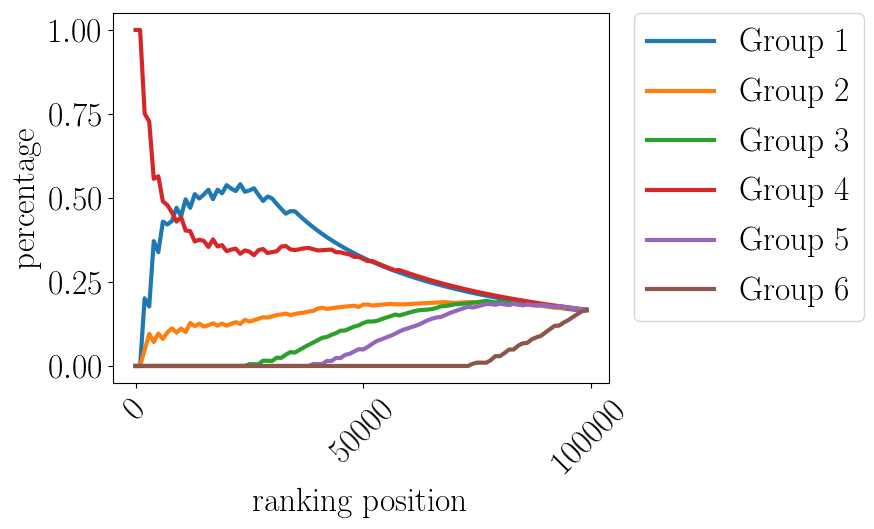 1.00
0.75
0.50
0.25
0.00
percentage
0
50000
100000
ranking position
Group 1
Group 2
Group 3
Group 4
Group 5
Group 6